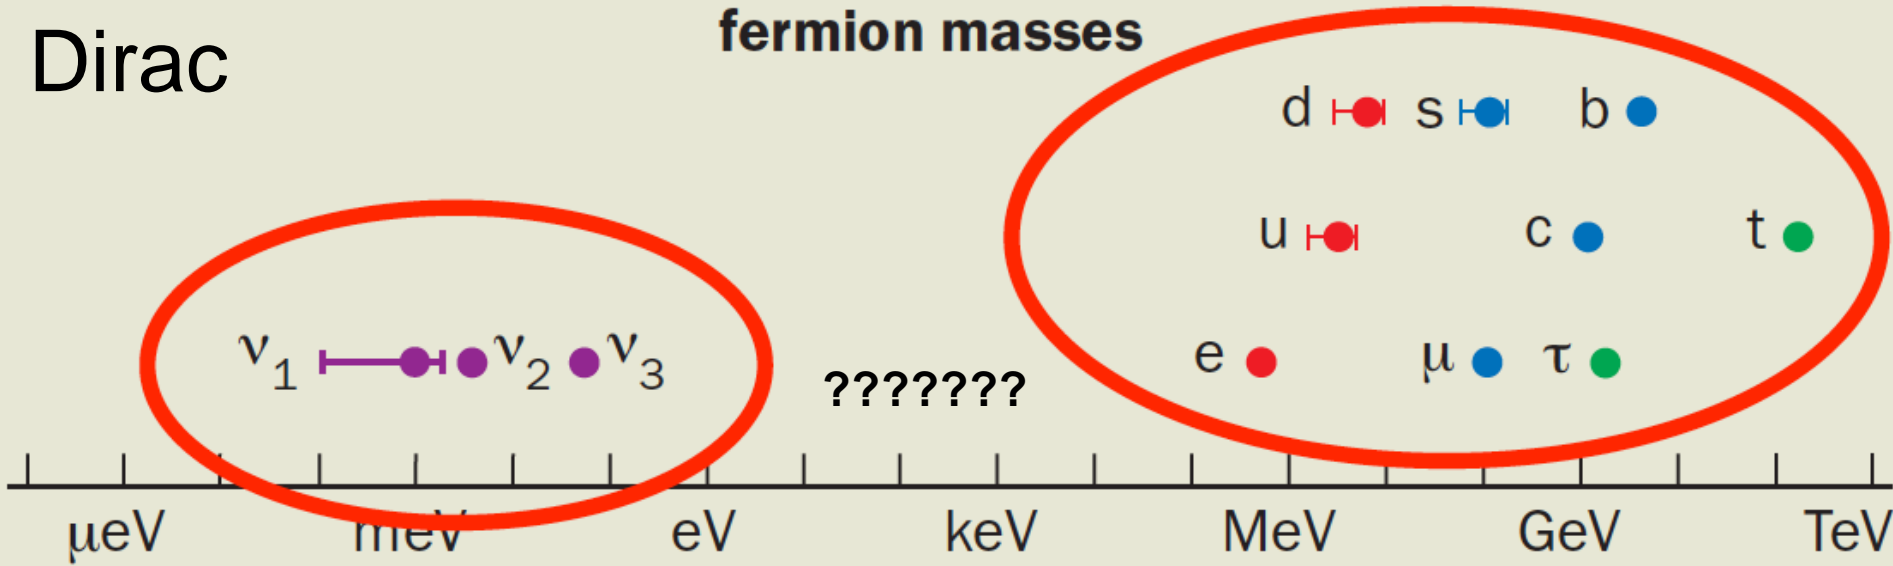 fermion masses
Dirac
d s b
u c t
ν1 ν2 ν3
e μ τ
???????
μeV meV eV keV MeV GeV TeV